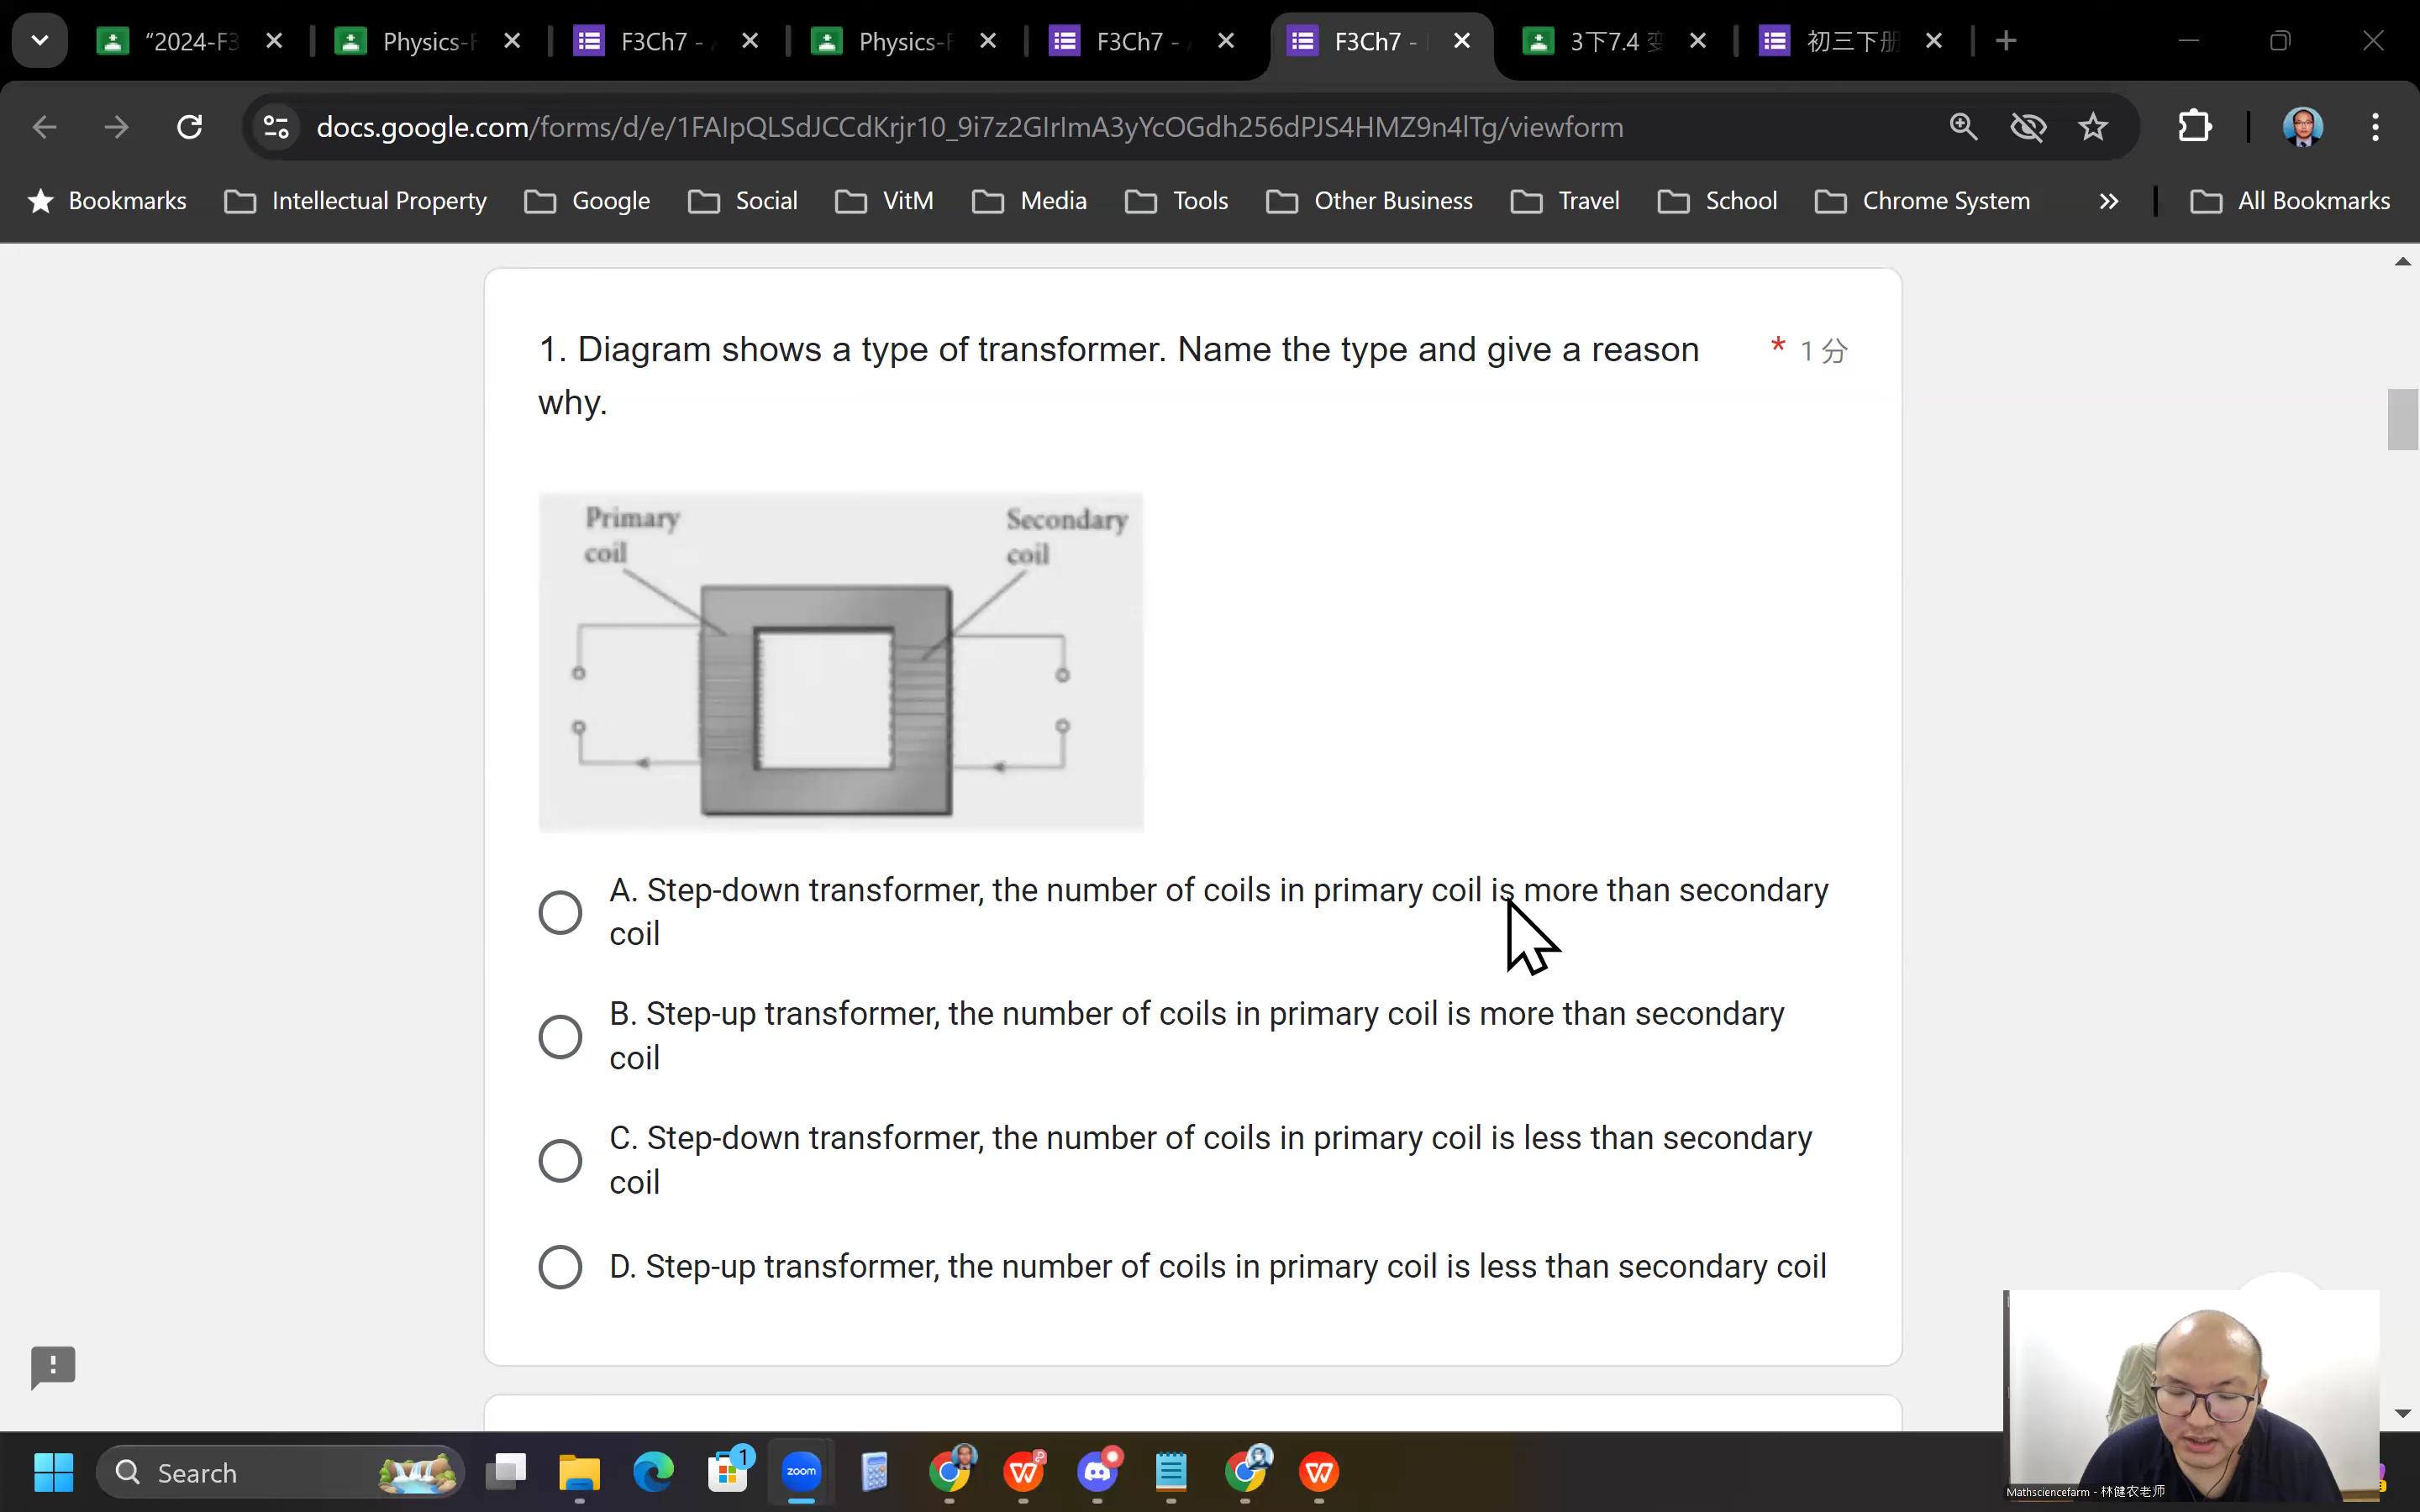 “2024-F3
Physics-F
F3Ch7 -
Physics-F
F3Ch7 -
F3Ch7 -
3下7.4 变
初三下册
docs.google.com/forms/d/e/1FAIpQLSdJCCdKrjr10_9i7z2GIrImA3yYcOGdh256dPJS4HMZ9n4lTg/viewform
Bookmarks
Intellectual Property
Google
Social
VitM
Media
Tools
Other Business
Travel
School
Chrome System
All Bookmarks
1. Diagram shows a type of transformer. Name the type and give a reason
why.
* 1 分
Primary
coil
Secondary
coil
A. Step-down transformer, the number of coils in primary coil is more than secondary
coil
B. Step-up transformer, the number of coils in primary coil is more than secondary
coil
C. Step-down transformer, the number of coils in primary coil is less than secondary
coil
D. Step-up transformer, the number of coils in primary coil is less than secondary coil
Search
1
zoom
Mathsciencefarm - 林健农老师